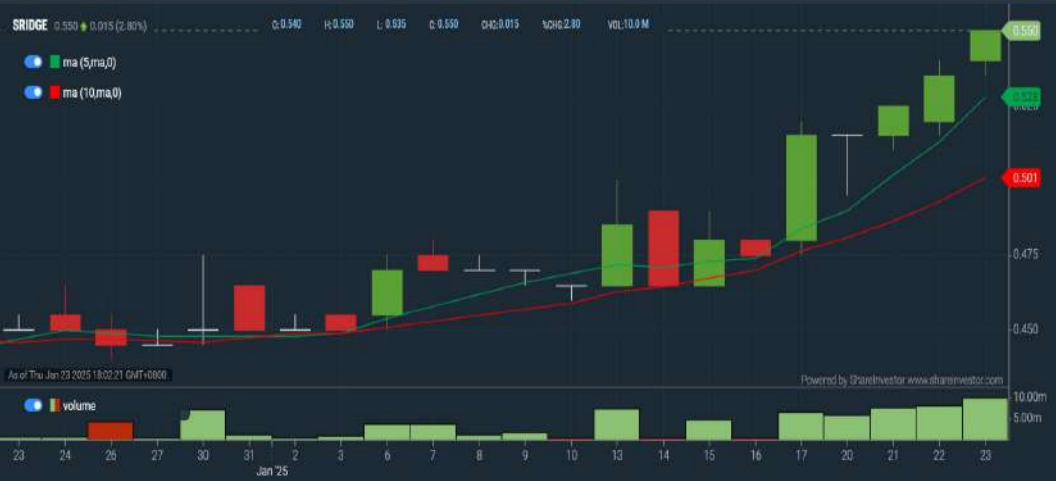 SRIDGE 0.550 0.015 (2.80%) O:0.540 H:0.550 L: 0.535 C: 0.550 CHG:0.015 %CHG:2.80 VOL:10.0 M
0.550
ma (5,ma,0)
ma (10,ma,0)
0.528
0.501
0.475
0.450
As of Thu Jan 23 2025 18:02:21 GMT+0800
Powered by ShareInvestor www.shareinvestor.com
volume
10.00m
5.00m
23 24 26 27 30 31 2 3 6 7 8 9 10 13 14 15 16 17 20 21 22 23
Jan '25